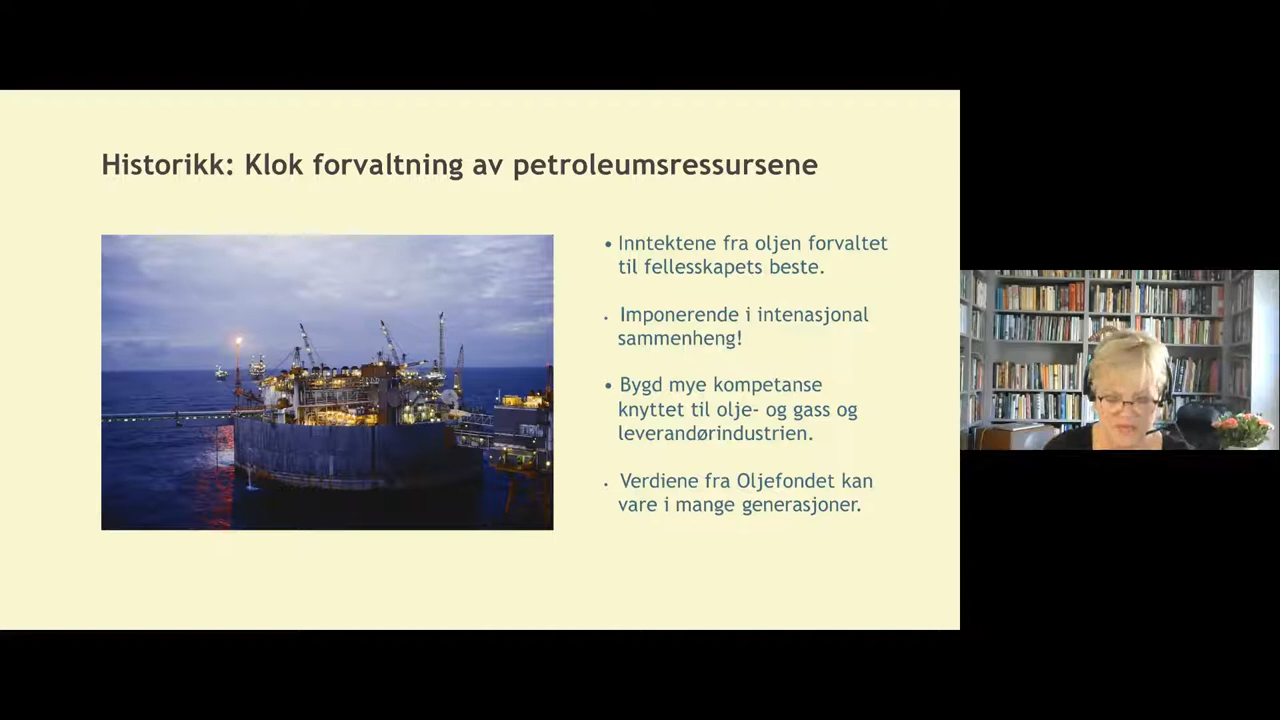 Historikk: Klok forvaltning av petroleumsressursene
• Inntektene fra oljen forvaltet
til fellesskapets beste.
• Imponerende i intenasjonal
sammenheng!
• Bygd mye kompetanse
knyttet til olje- og gass og
leverandørindustrien.
• Verdiene fra Oljefondet kan
vare i mange generasjoner.